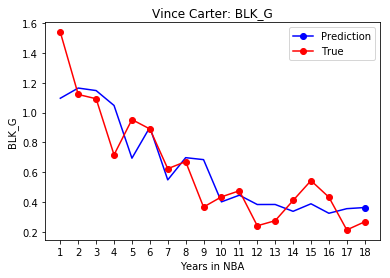 Vince Carter: BLK_G
Prediction
True
1.6
1.4
1.2
1.0
0.8
0.6
0.4
0.2
BLK_G
1 2 3 4 5 6 7 8 9 10 11 12 13 14 15 16 17 18
Years in NBA